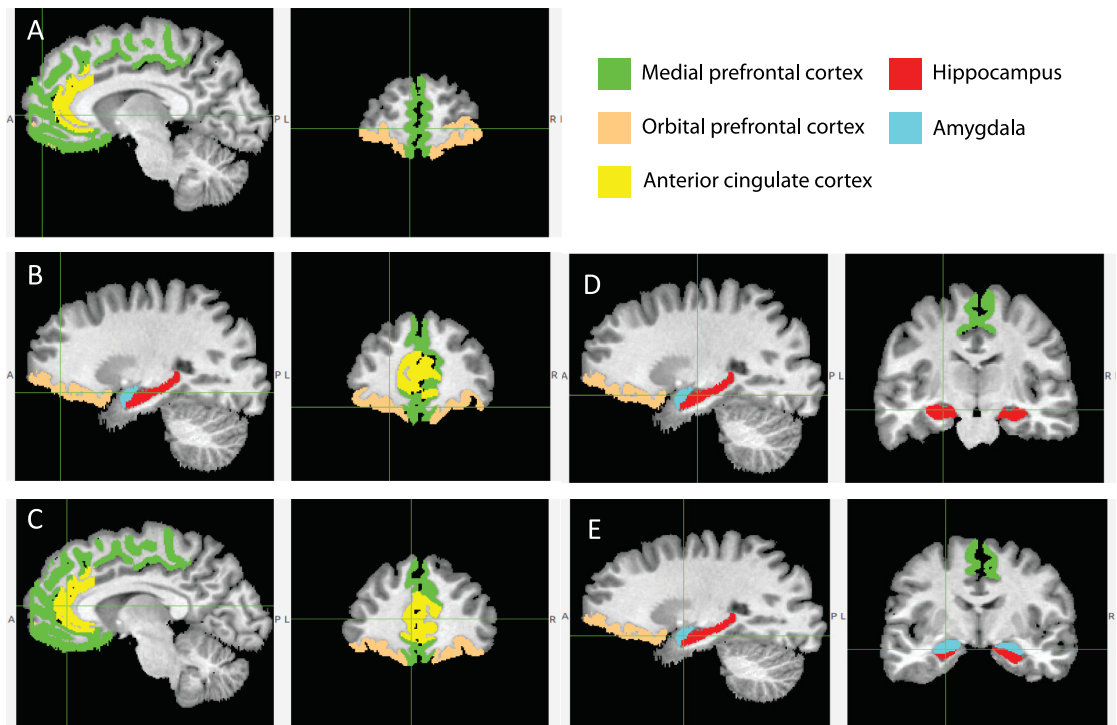 A
A
P L
R
Medial prefrontal cortex
Hippocampus
Orbital prefrontal cortex
Amygdala
Anterior cingulate cortex
B
A
P L
R
D
A
P L
R
C
A
P L
R
E
A
P L
R